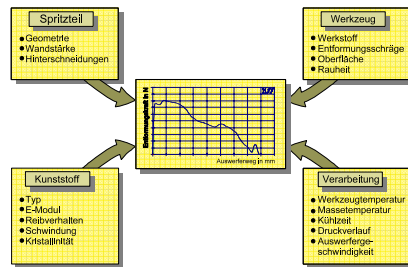 Spritzteil
Geometrie
Wandstärke
Hinterschneidungen
Werkzeug
Werkstoff
Entformungsschräge
Oberfläche
Rauheit
Entformungskraft in N
Auswerferweg in mm
Kunststoff
Typ
E-Modul
Reibverhalten
Schwindung
Kristallinität
Verarbeitung
Werkzeugtemperatur
Massetemperatur
Kühlzeit
Druckverlauf
Auswerferge-
schwindigkeit